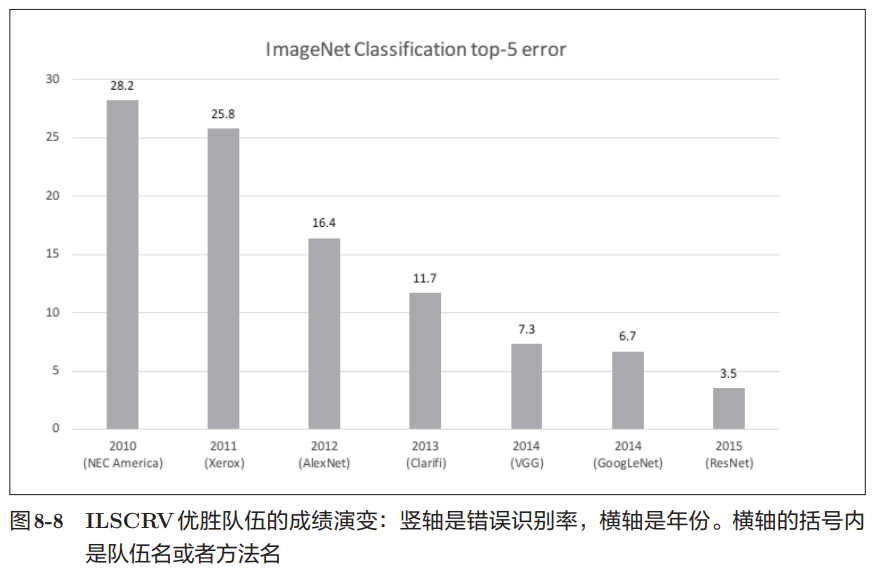 ImageNet Classification top-5 error
30
25
20
15
10
5
0
28.2
25.8
16.4
11.7
7.3
6.7
3.5
2010 2011 2012 2013 2014 2014 2015
(NEC America) (Xerox) (AlexNet) (Clarifi) (VGG) (GoogLeNet) (ResNet)
图8-8 ILSCRV优胜队伍的成绩演变：竖轴是错误识别率，横轴是年份。横轴的括号内
是队伍名或者方法名